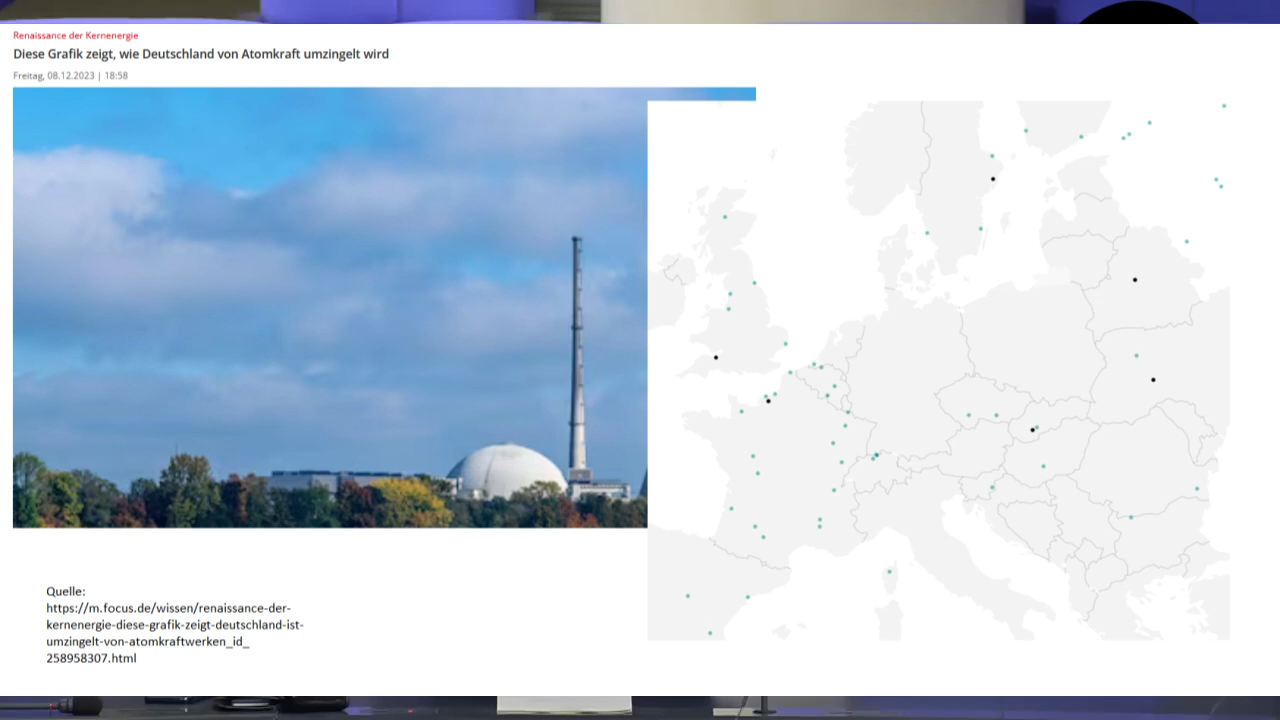 Renaissance der Kernenergie
Diese Grafik zeigt, wie Deutschland von Atomkraft umzingelt wird
Freitag, 08.12.2023 | 18:58
Quelle:
https://m.focus.de/wissen/renaissance-der-
kernenergie-diese-grafik-zeigt-deutschland-ist-
umzingelt-von-atomkraftwerken_id_
258958307.html